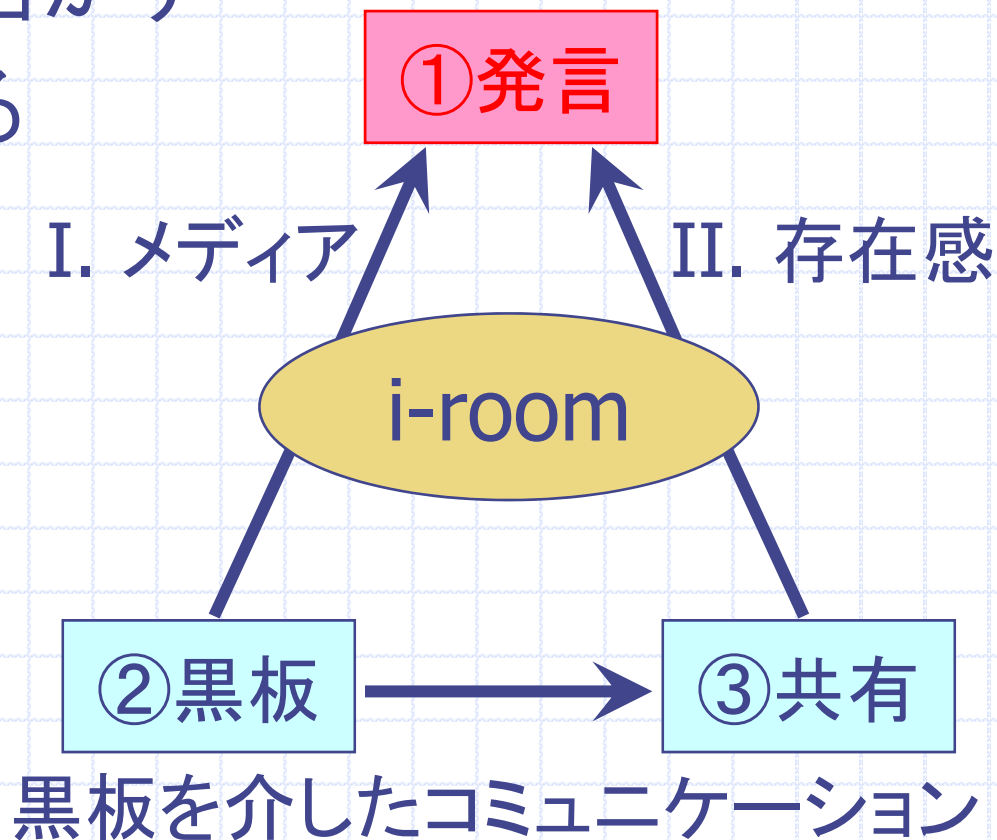 る
①発言
I. メディア
II. 存在感
i-room
②黒板
③共有
黒板を介したコミュニケーション